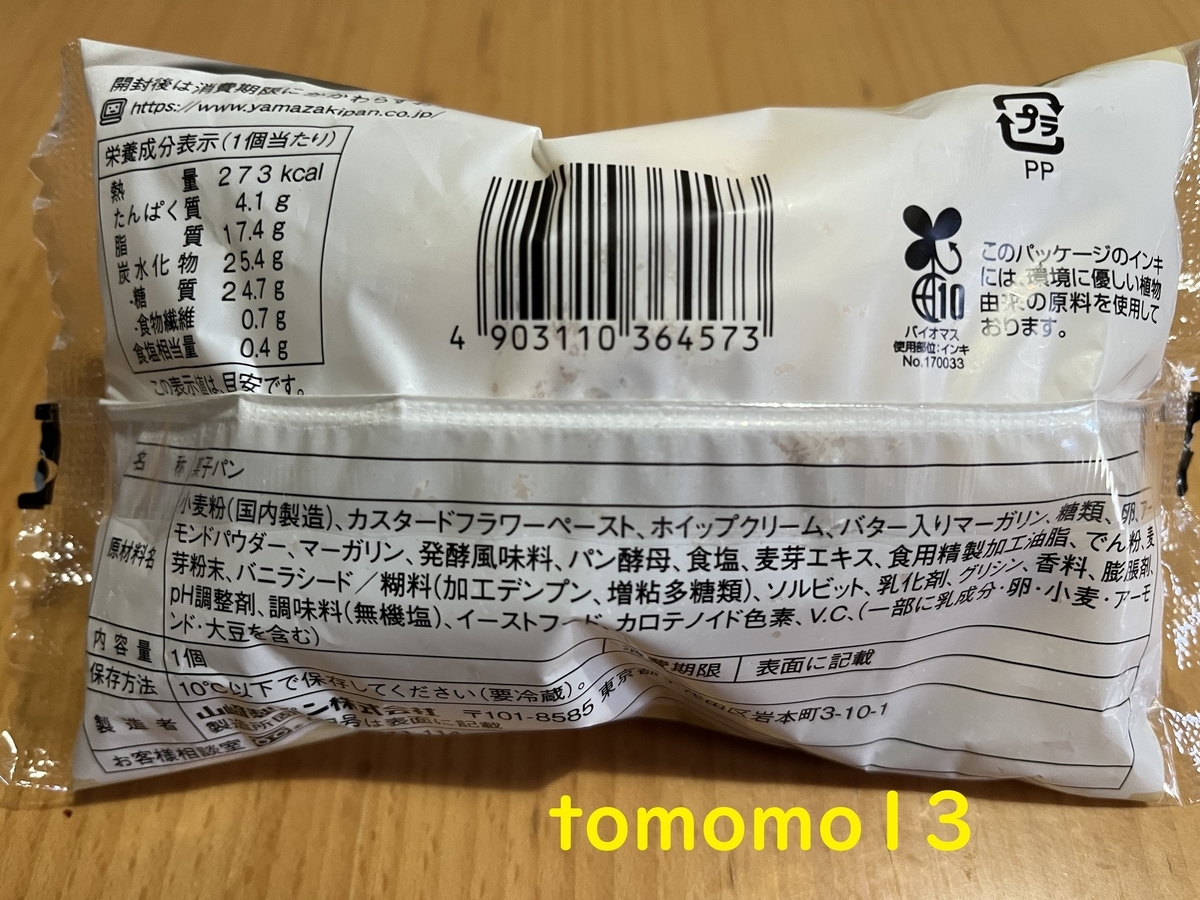 開封後は消費期限にかかわらず
https://www.yamazakipan.co.jp/
栄養成分表示(1個当たり)
熱量 273 kcal
たんぱく質 4.1 g
脂質 17.4 g
炭水化物 25.4 g
-糖質 24.7 g
-食物繊維 0.7 g
食塩相当量 0.4 g
この表示値は、目安です。
4 903110 364573
プラ
PP
10
バイオマス
使用部位:インキ
No.170033
このパッケージのインキ
には、環境に優しい植物
由来の原料を使用して
おります。
名称 菓子パン
原材料名
小麦粉(国内製造)、カスタードフラワーペースト、ホイップクリーム、バター入りマーガリン、糖類、卵、アー
モンドパウダー、マーガリン、発酵風味料、パン酵母、食塩、麦芽エキス、食用精製加工油脂、でん粉、麦
芽粉末、バニラシード／糊料(加工デンプン、増粘多糖類)、ソルビット、乳化剤、グリシン、香料、膨脹剤、
pH調整剤、調味料(無機塩)、イーストフード、カロテノイド色素、V.C.、(一部に乳成分・卵・小麦・アーモ
ンド・大豆を含む)
内容量 1個 消費期限 表面に記載
保存方法 10℃以下で保存してください(要冷蔵)。
製造者 山崎製パン株式会社 〒101-8585 東京都 区岩本町3-10-1
製造所 号は表面に記載
お客様相談室
tomomo13